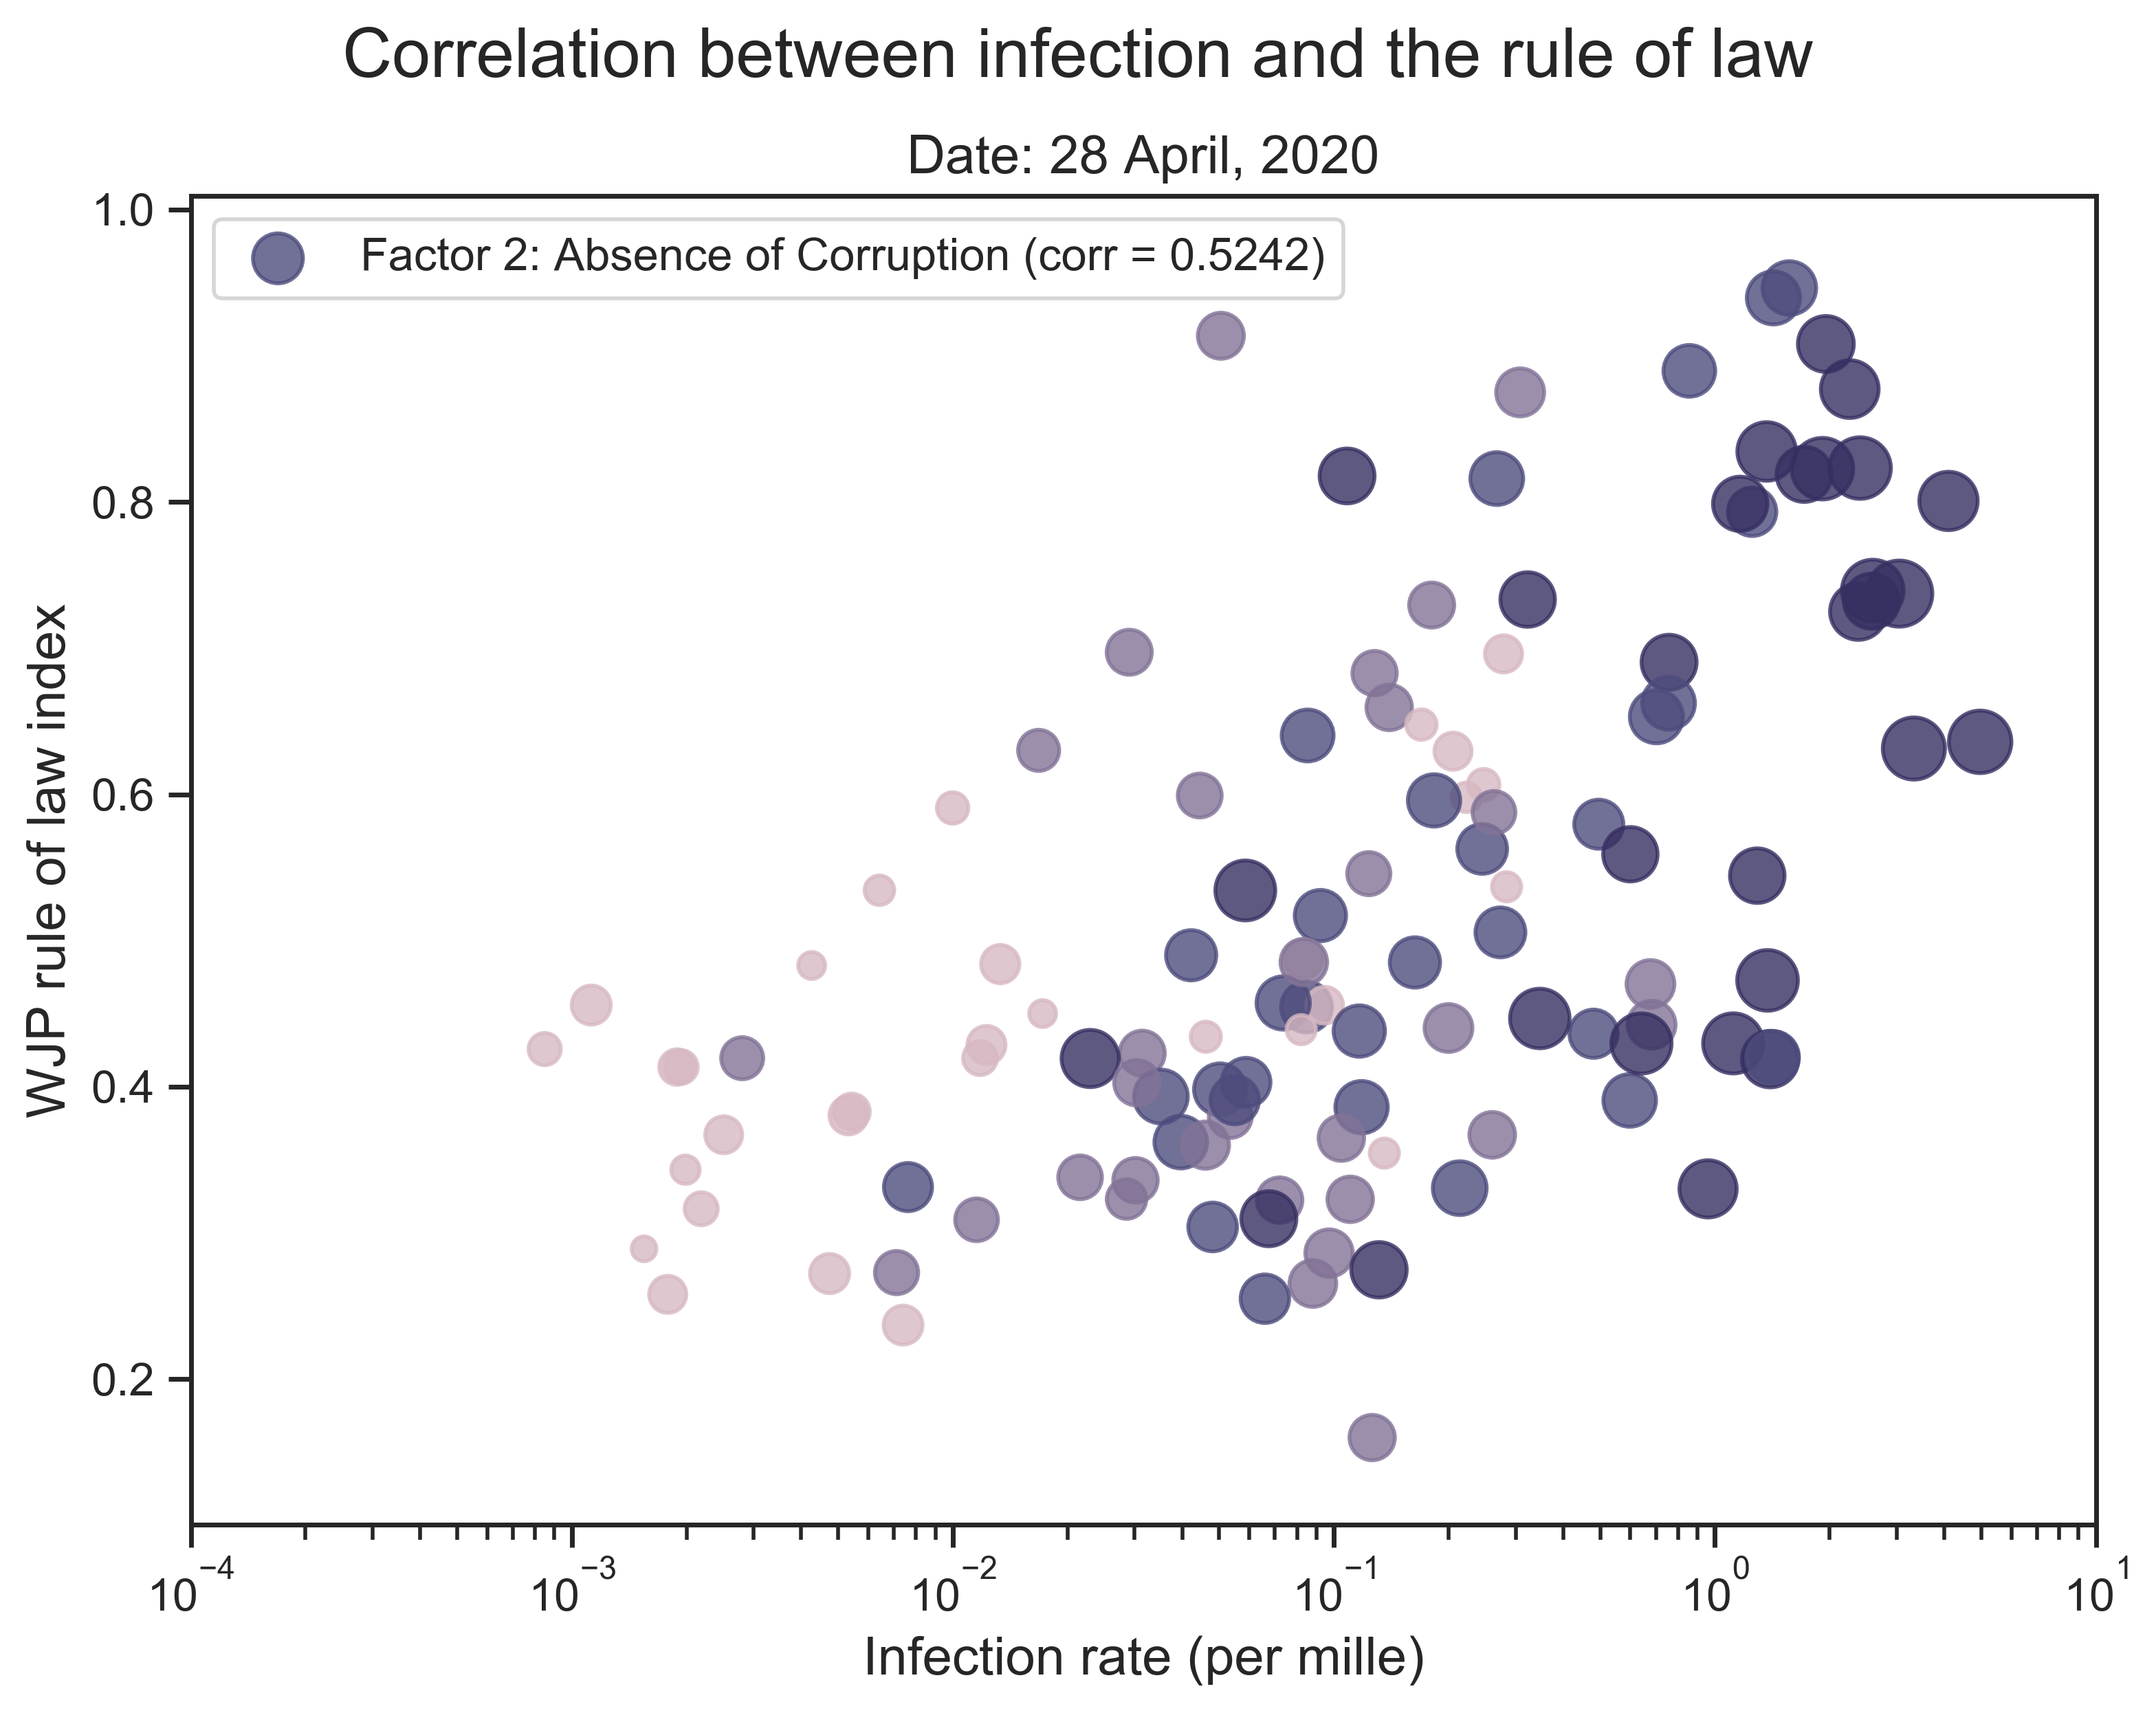 Correlation between infection and the rule of law
Date: 28 April, 2020
Factor 2: Absence of Corruption (corr = 0.5242)
WJP rule of law index
1.0
0.8
0.6
0.4
0.2
10⁻⁴ 10⁻³ 10⁻² 10⁻¹ 10⁰ 10¹
Infection rate (per mille)